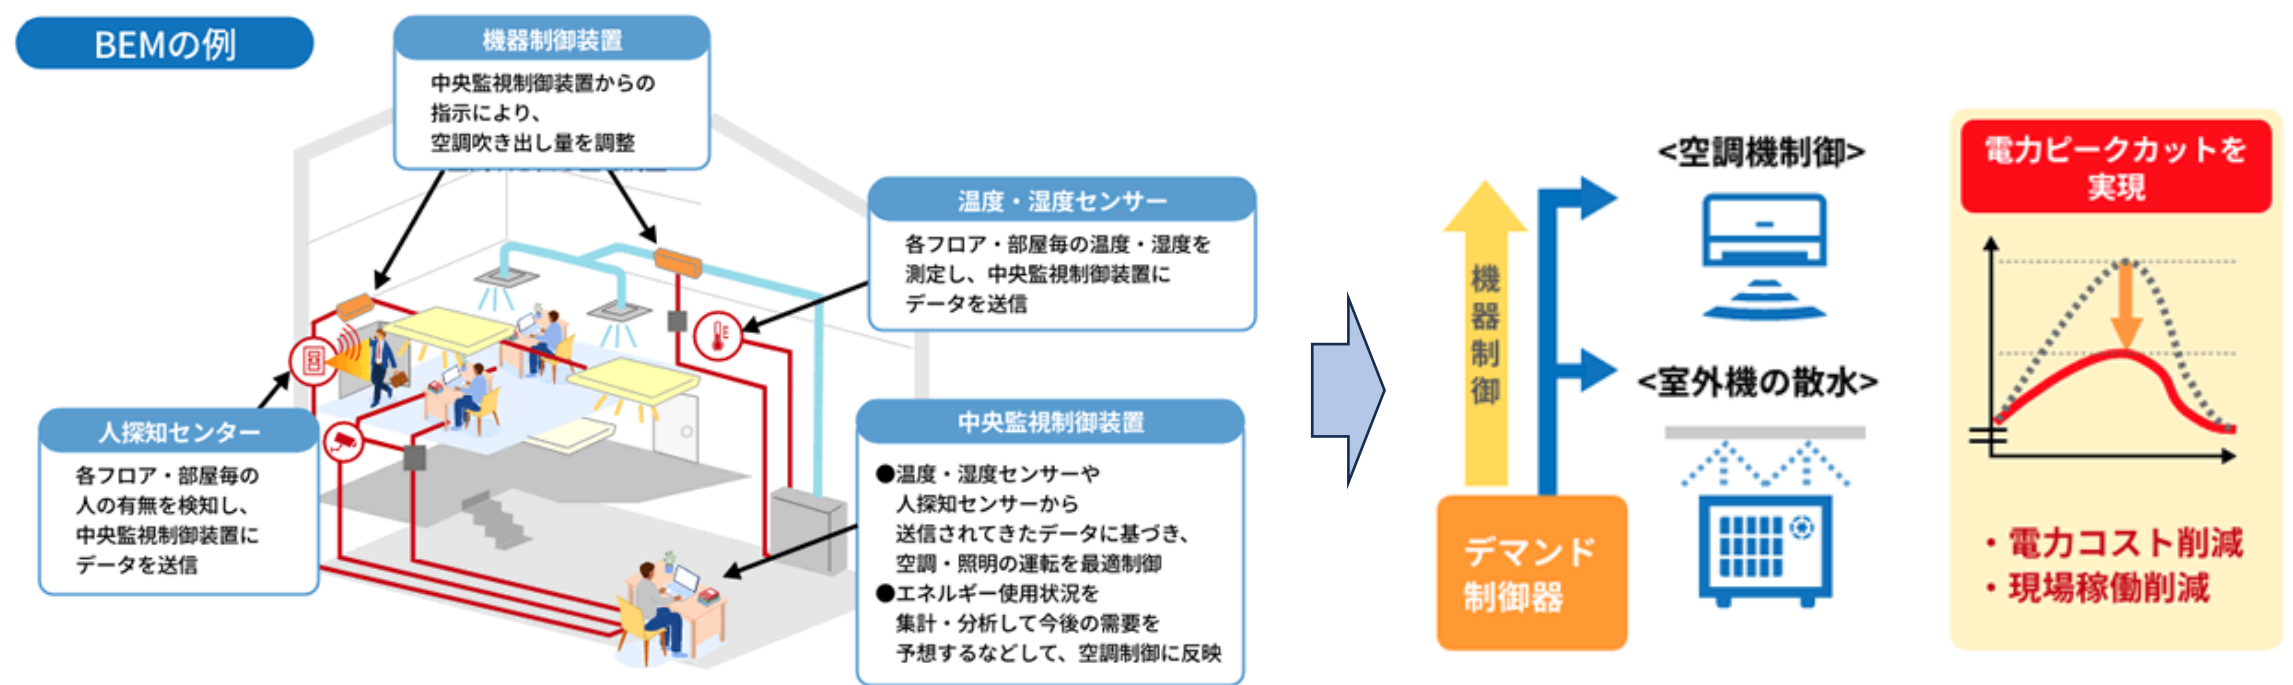 BEMの例
機器制御装置
中央監視制御装置からの
指示により、
空調吹き出し量を調整
温度・湿度センサー
各フロア・部屋毎の温度・湿度を
測定し、中央監視制御装置に
データを送信
人探知センター
各フロア・部屋毎の
人の有無を検知し、
中央監視制御装置に
データを送信
中央監視制御装置
●温度・湿度センサーや
人探知センサーから
送信されてきたデータに基づき、
空調・照明の運転を最適制御
●エネルギー使用状況を
集計・分析して今後の需要を
予想するなどして、空調制御に反映
機器制御
デマンド
制御器
<空調機制御>
<室外機の散水>
電力ピークカットを
実現
・電力コスト削減
・現場稼働削減